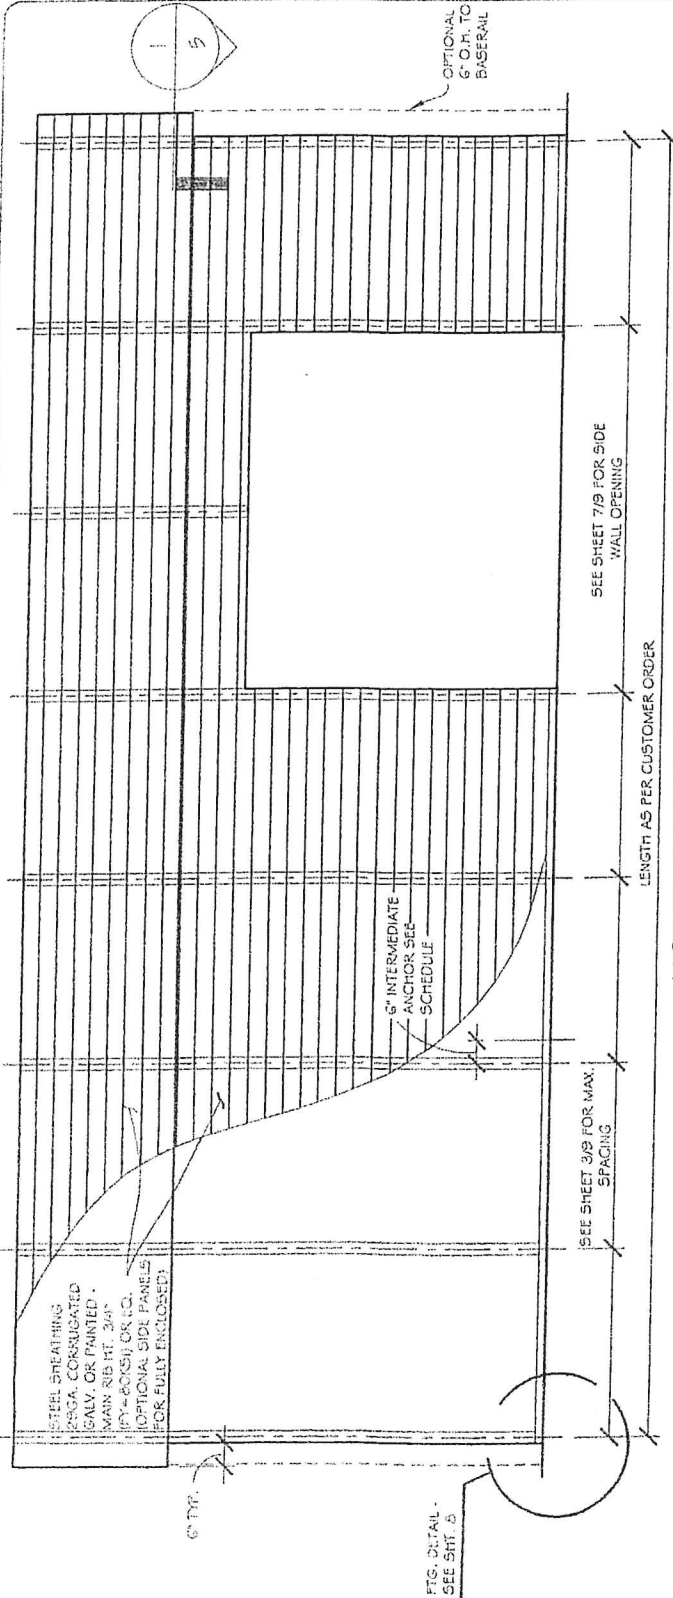 STEEL SHEATHING
29GA. CORRUGATED
GALV. OR PAINTED -
MAIN RIB HT. 3/4"
(FY=80KSI) OR EQ.
(OPTIONAL SIDE PANELS
FOR FULLY ENCLOSED)
6" TYP.
FTG. DETAIL -
SEE SHT. 8
6" INTERMEDIATE
ANCHOR SEE
SCHEDULE
SEE SHEET 3/9 FOR MAX.
SPACING
SEE SHEET 7/9 FOR SIDE
WALL OPENING
LENGTH AS PER CUSTOMER ORDER
1
5
OPTIONAL
6" O.H. TO
BASERAIL